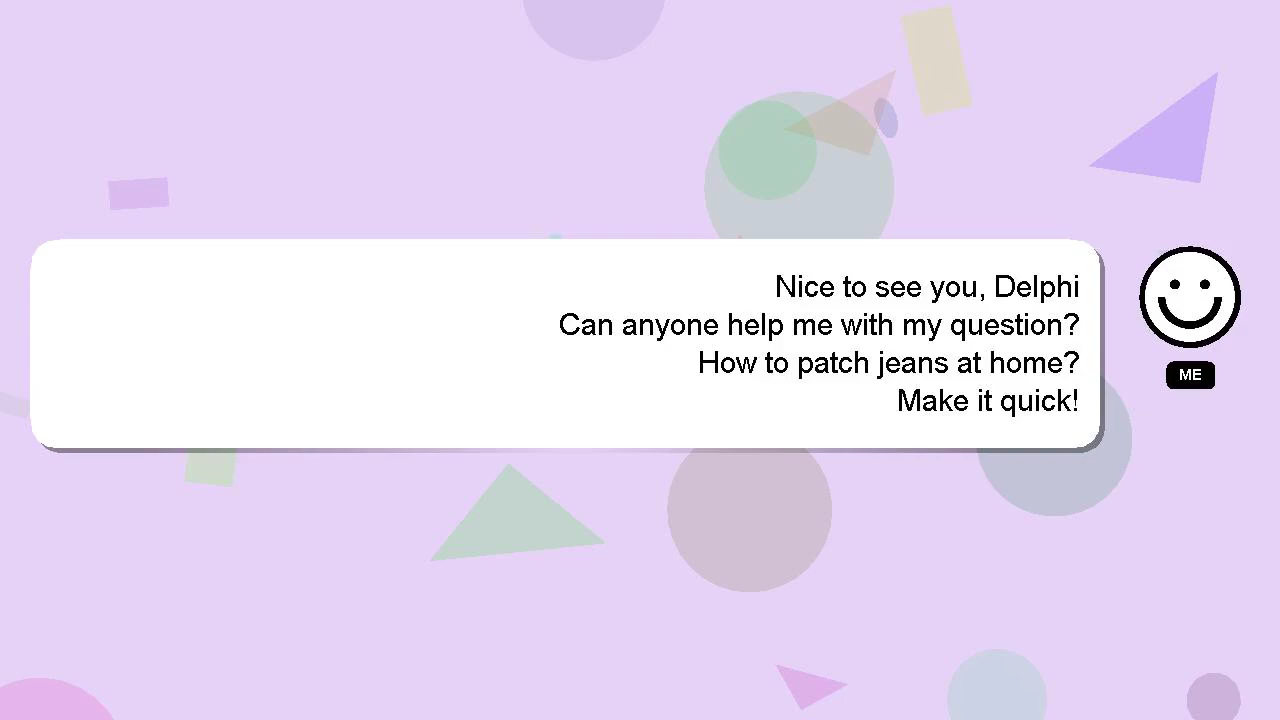 Nice to see you, Delphi
Can anyone help me with my question?
How to patch jeans at home?
Make it quick!
ME